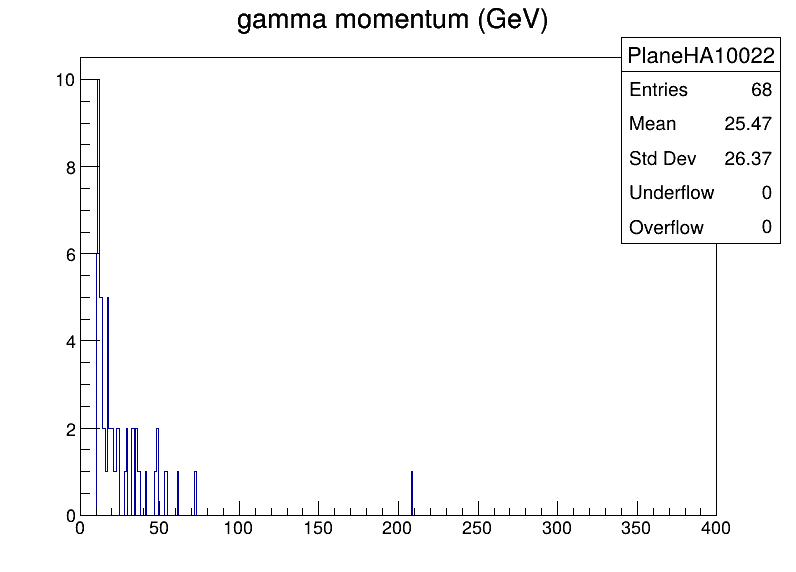 gamma momentum (GeV)
PlaneHA10022
Entries 68
Mean 25.47
Std Dev 26.37
Underflow 0
Overflow 0
10
8
6
4
2
0
0 50 100 150 200 250 300 350 400